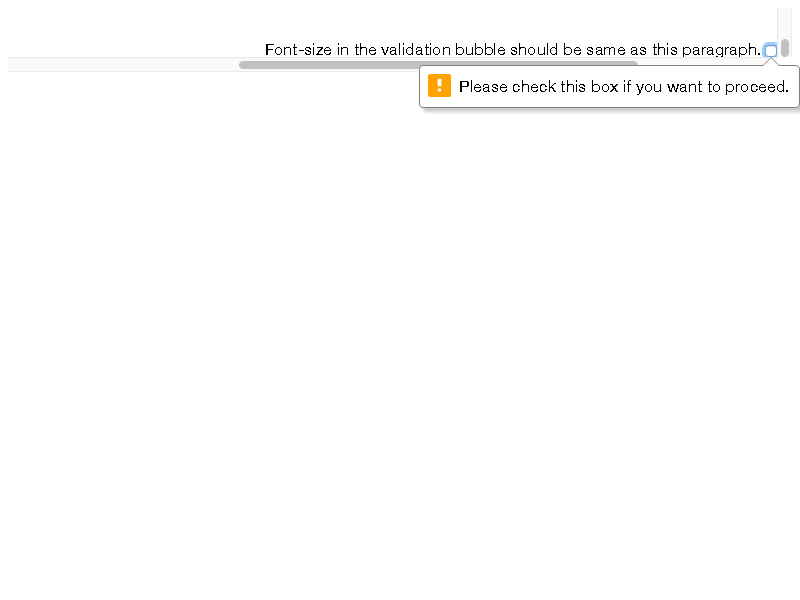 Font-size in the validation bubble should be same as this paragraph.
Please check this box if you want to proceed.